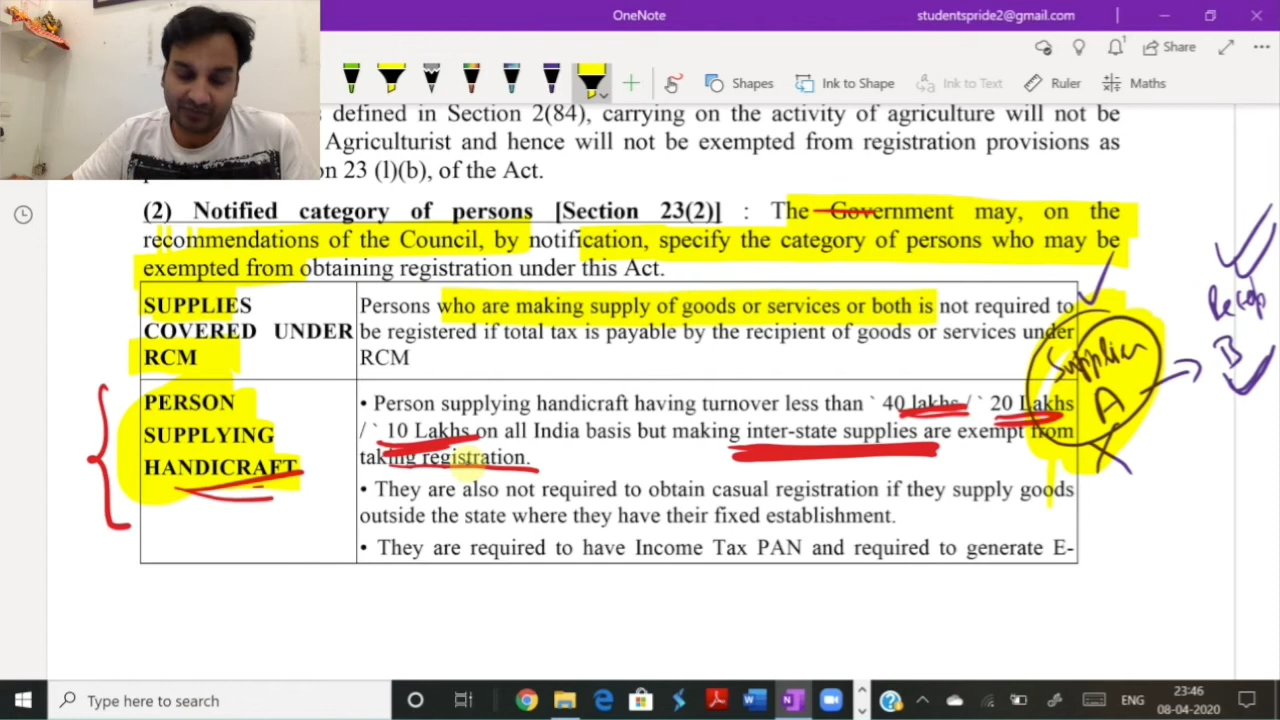 OneNote
studentspride2@gmail.com
Share
Shapes
Ink to Shape
Ink to Text
Ruler
Maths
defined in Section 2(84), carrying on the activity of agriculture will not be
Agriculturist and hence will not be exempted from registration provisions as
on 23 (l)(b), of the Act.
(2) Notified category of persons [Section 23(2)] : The Government may, on the
recommendations of the Council, by notification, specify the category of persons who may be
exempted from obtaining registration under this Act.
SUPPLIES
COVERED UNDER
RCM
Persons who are making supply of goods or services or both is not required to
be registered if total tax is payable by the recipient of goods or services under
RCM
Supplier
A
B
PERSON
SUPPLYING
HANDICRAFT
• Person supplying handicraft having turnover less than ` 40 lakhs / ` 20 Lakhs
/ ` 10 Lakhs on all India basis but making inter-state supplies are exempt from
taking registration.
• They are also not required to obtain casual registration if they supply goods
outside the state where they have their fixed establishment.
• They are required to have Income Tax PAN and required to generate E-
Type here to search
ENG
23:46
08-04-2020